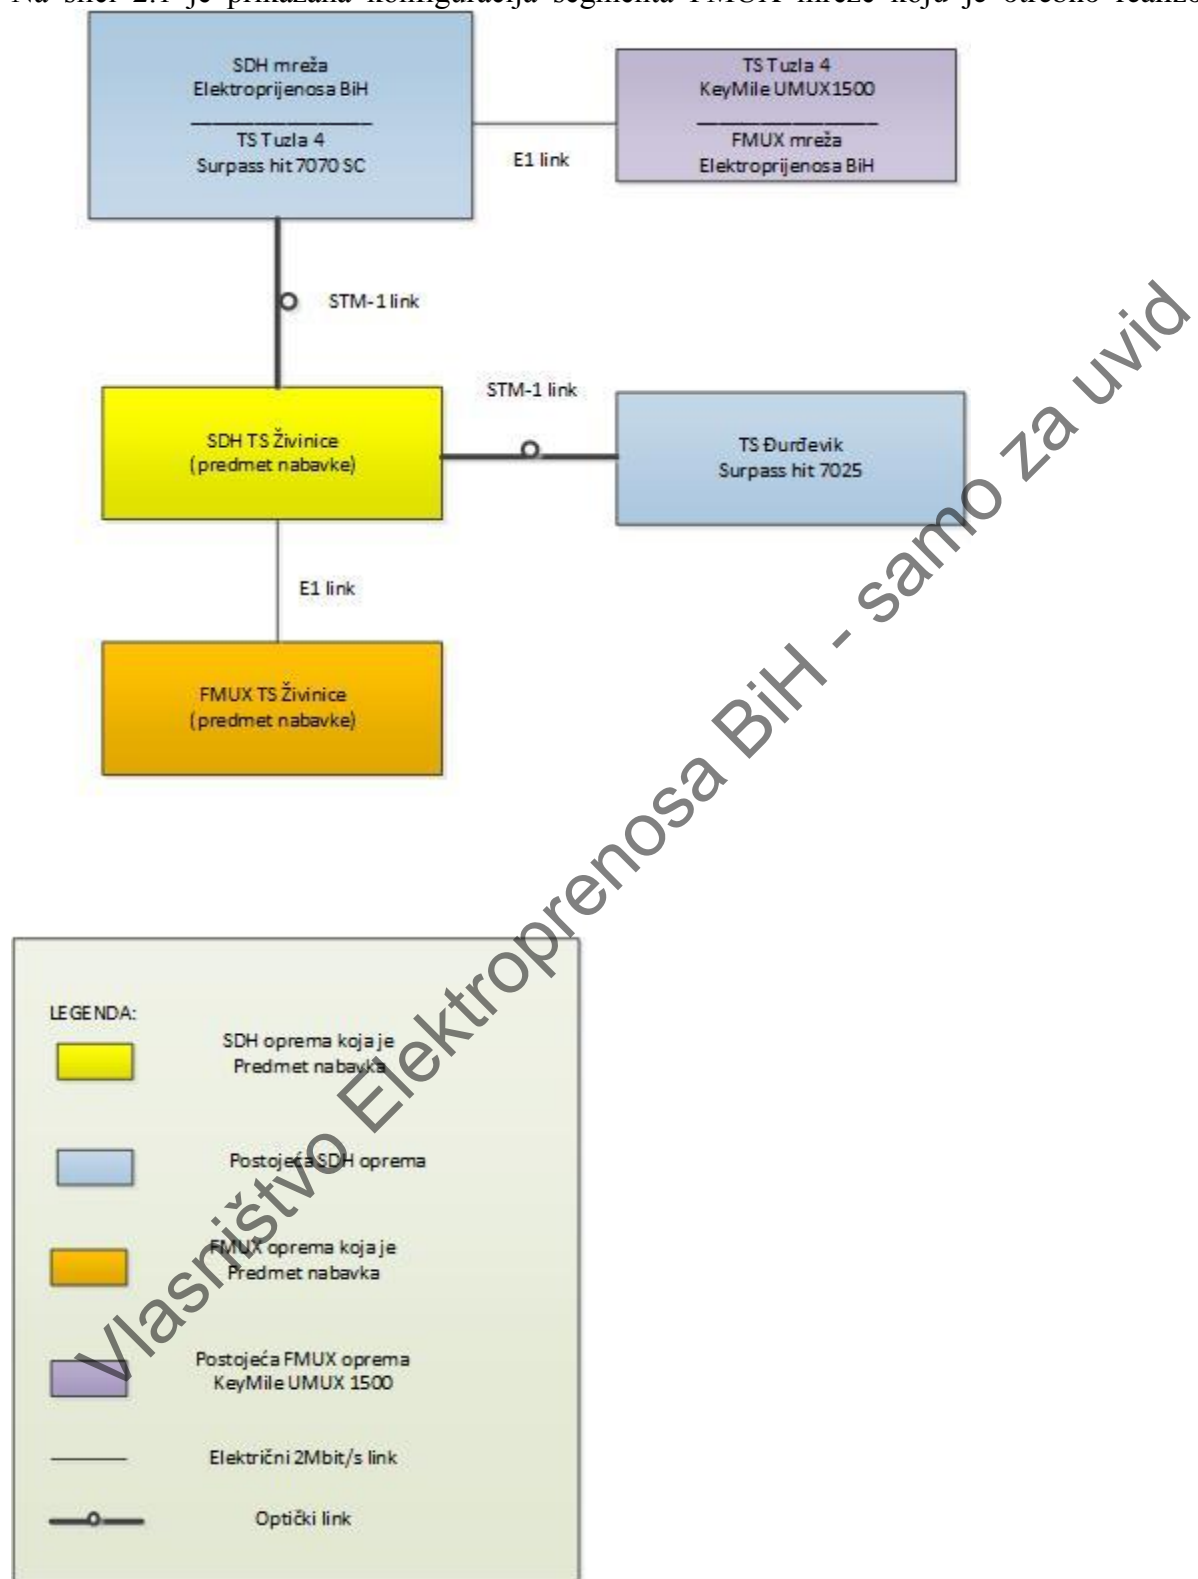 Na slici 2.1 je prikazana konfiguracija segmenta FMUX mreže koju je otrebno realizo
SDH mreža
Elektroprijenosa BiH
TS Tuzla 4
Surpass hit 7070 SC
E1 link
TS Tuzla 4
KeyMile UMUX1500
FMUX mreža
Elektroprijenosa BiH
STM-1 link
SDH TS Živinice
(predmet nabavke)
STM-1 link
TS Đurđevik
Surpass hit 7025
E1 link
FMUX TS Živinice
(predmet nabavke)
LEGENDA:
SDH oprema koja je
Predmet nabavka
Postojeća SDH oprema
FMUX oprema koja je
Predmet nabavka
Postojeća FMUX oprema
KeyMile UMUX 1500
Električni 2Mbit/s link
Optički link
Vlasništvo Elektroprenosa BiH - samo za uvid